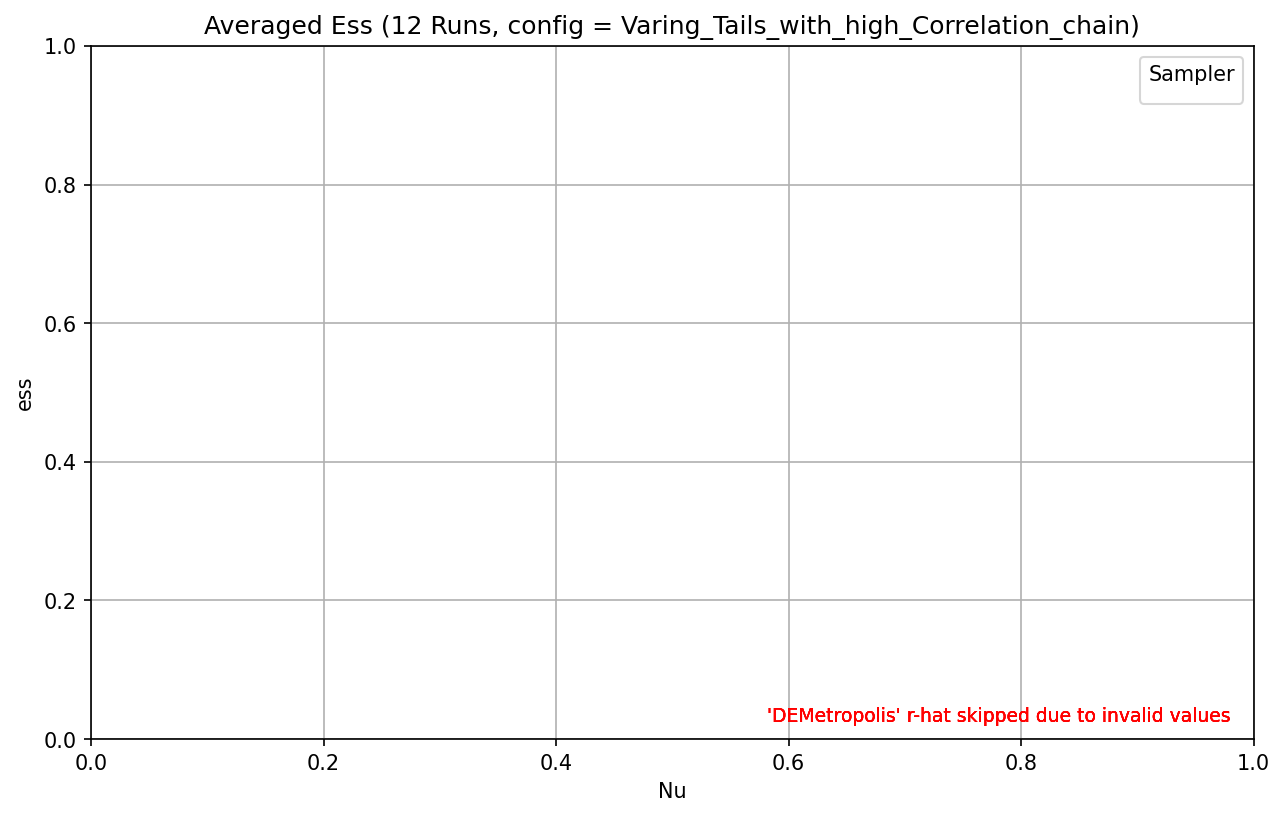 Averaged Ess (12 Runs, config = Varing_Tails_with_high_Correlation_chain)
1.0
Sampler
0.8
0.6
ess
0.4
0.2
'DEMetropolis' r-hat skipped due to invalid values
0.0
0.0 0.2 0.4 0.6 0.8 1.0
Nu